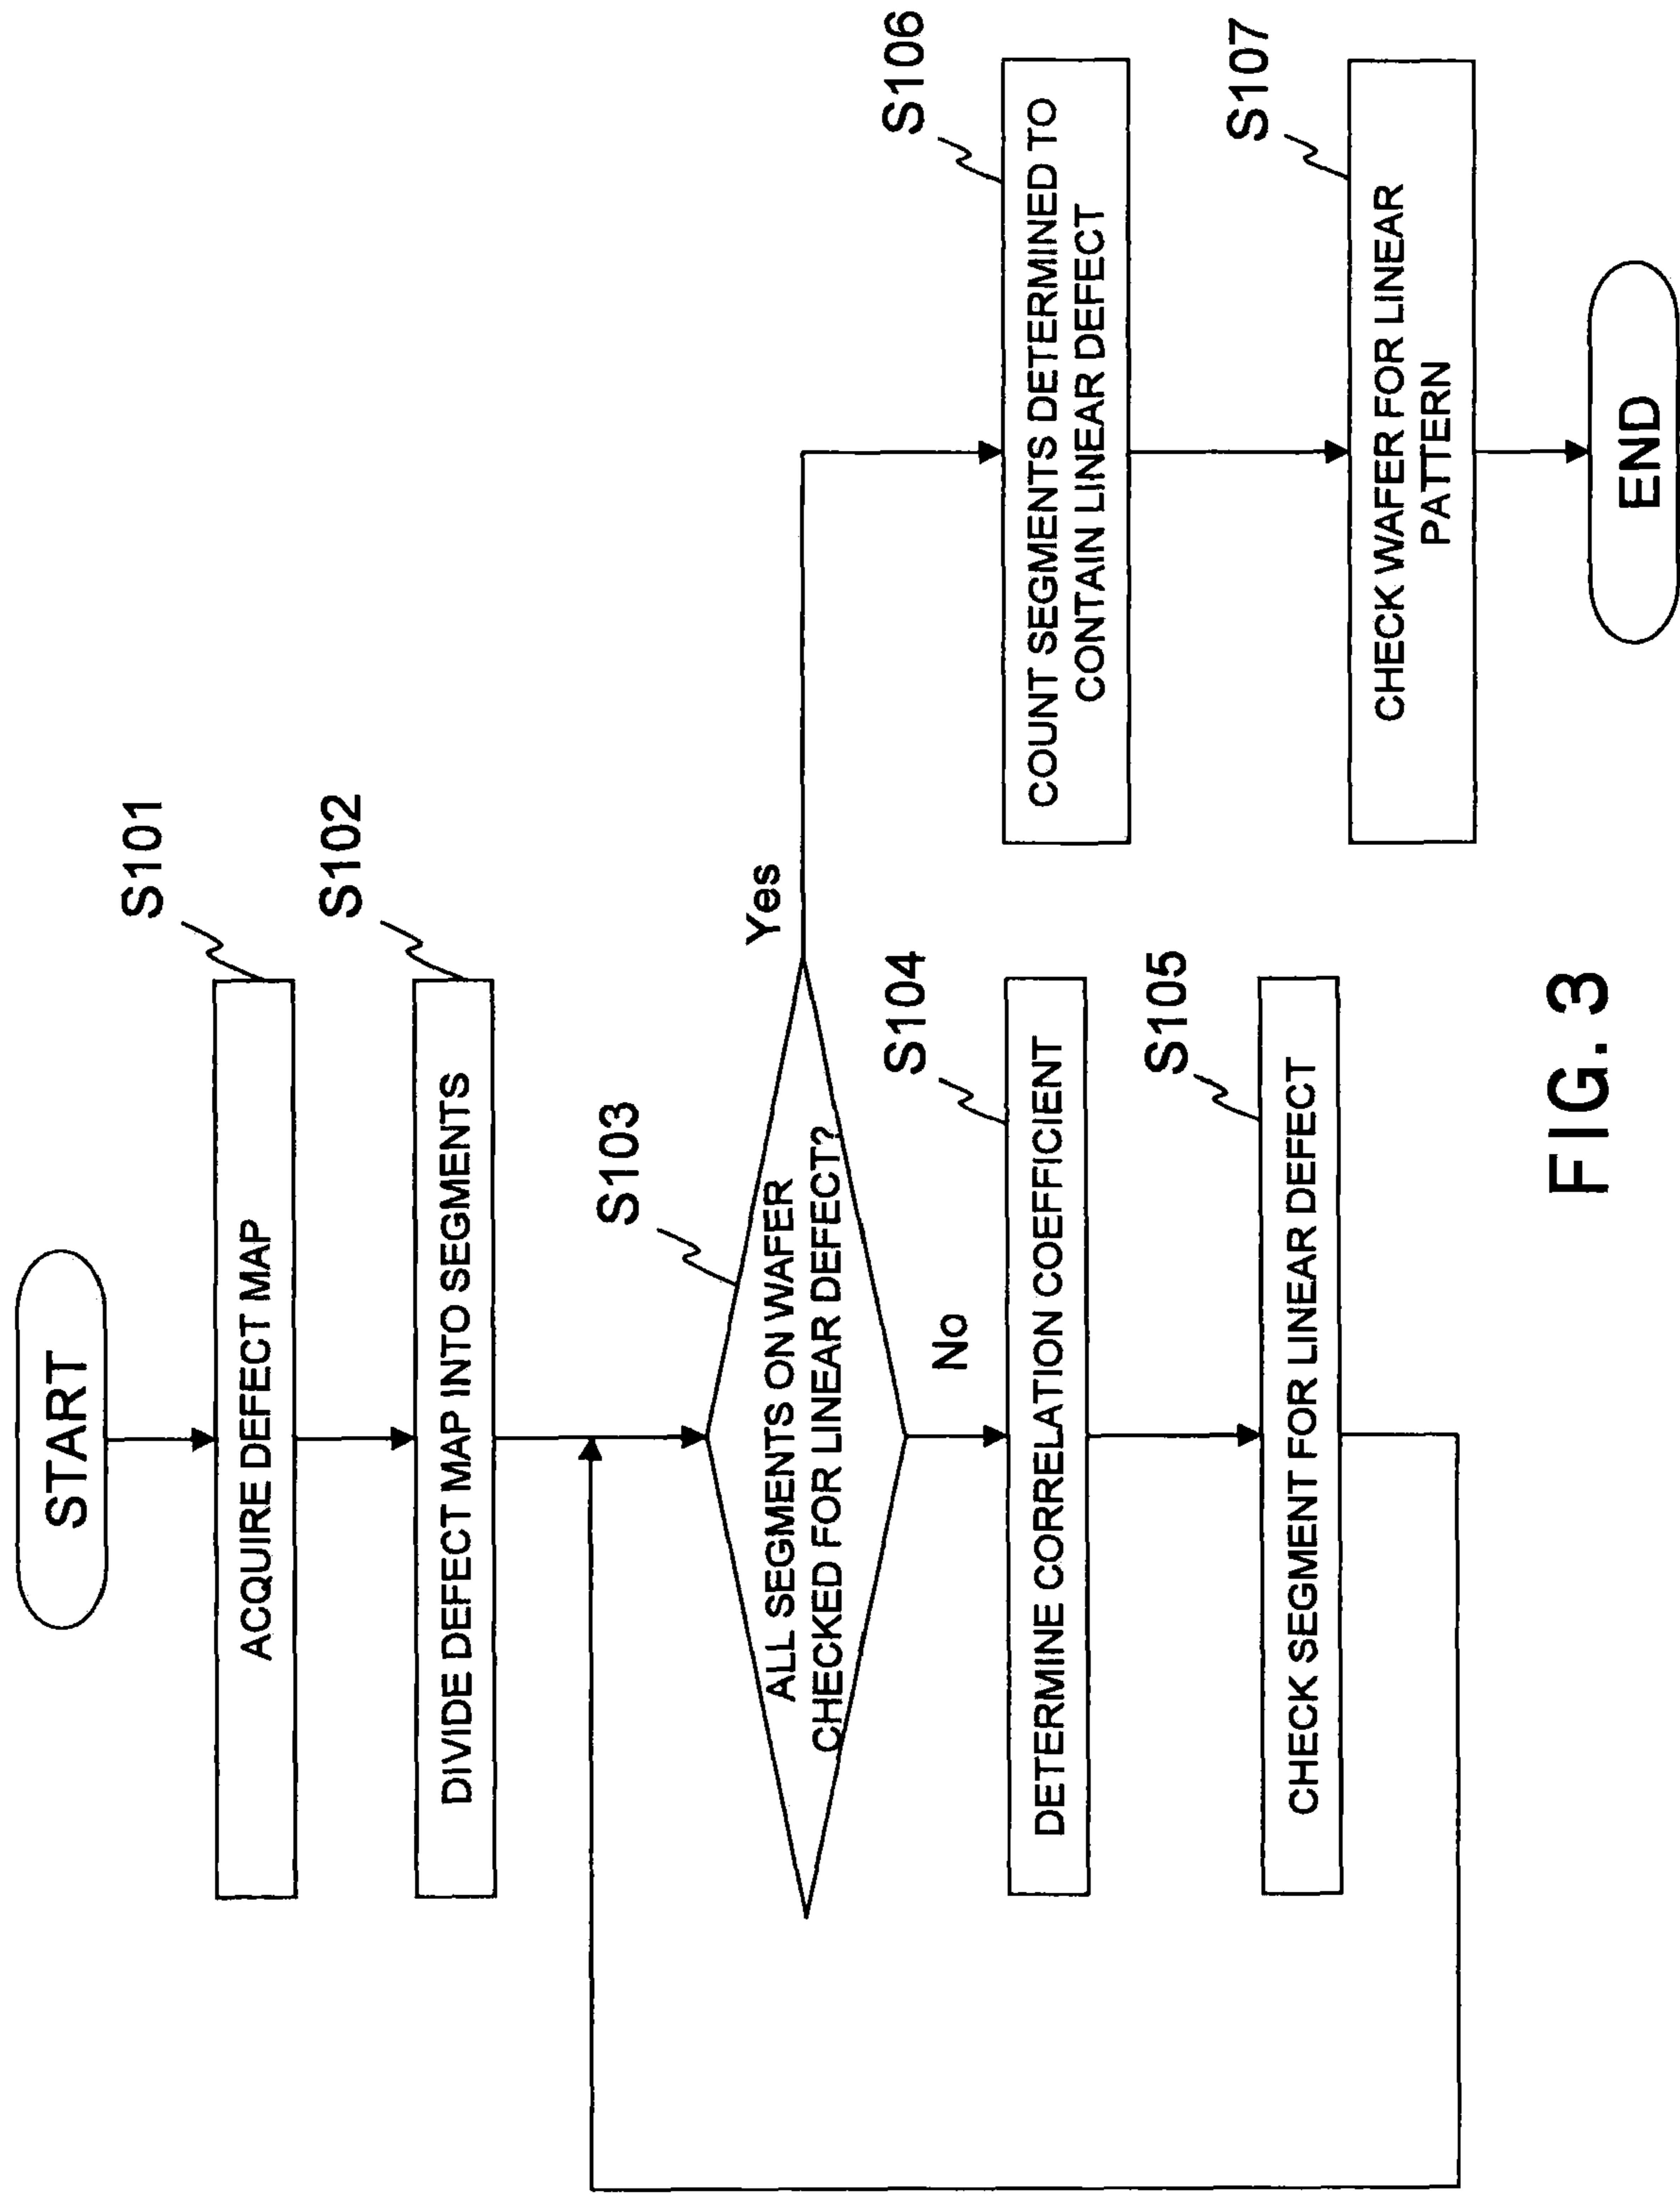 START
S101
ACQUIRE DEFECT MAP
S102
DIVIDE DEFECT MAP INTO SEGMENTS
S103
ALL SEGMENTS ON WAFER
CHECKED FOR LINEAR DEFECT?
Yes
No
S104
DETERMINE CORRELATION COEFFICIENT
S105
CHECK SEGMENT FOR LINEAR DEFECT
S106
COUNT SEGMENTS DETERMINED TO
CONTAIN LINEAR DEFECT
S107
CHECK WAFER FOR LINEAR
PATTERN
END
FIG. 3